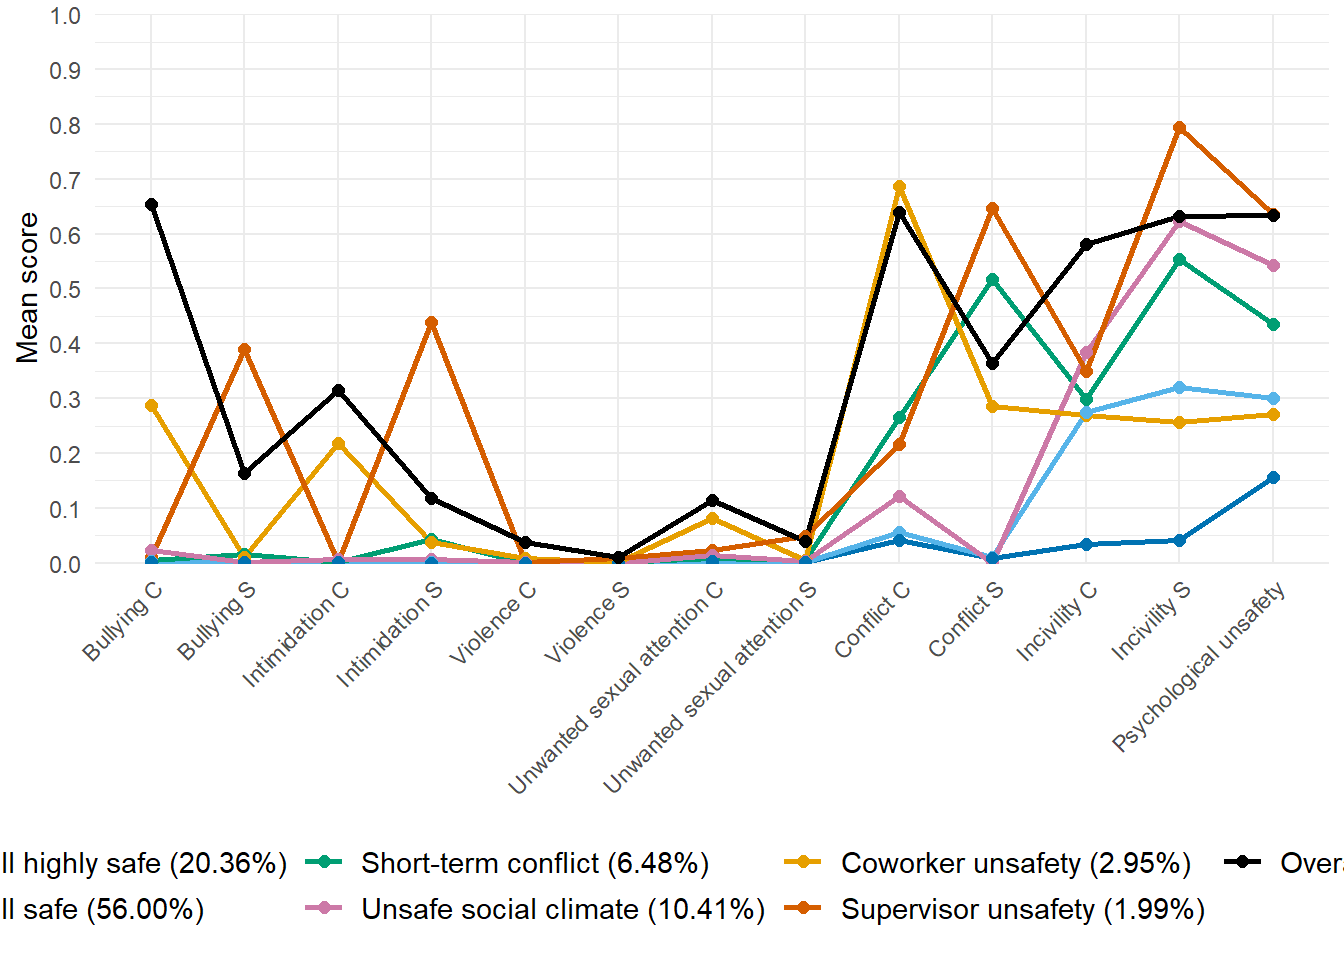 1.0
0.9
0.8
0.7
0.6
0.5
0.4
0.3
0.2
0.1
0.0
Mean score
Bullying C
Bullying S
Intimidation C
Intimidation S
Violence C
Violence S
Unwanted sexual attention C
Unwanted sexual attention S
Conflict C
Conflict S
Incivility C
Incivility S
Psychological unsafety
ll highly safe (20.36%)
Short-term conflict (6.48%)
Coworker unsafety (2.95%)
Over
ll safe (56.00%)
Unsafe social climate (10.41%)
Supervisor unsafety (1.99%)